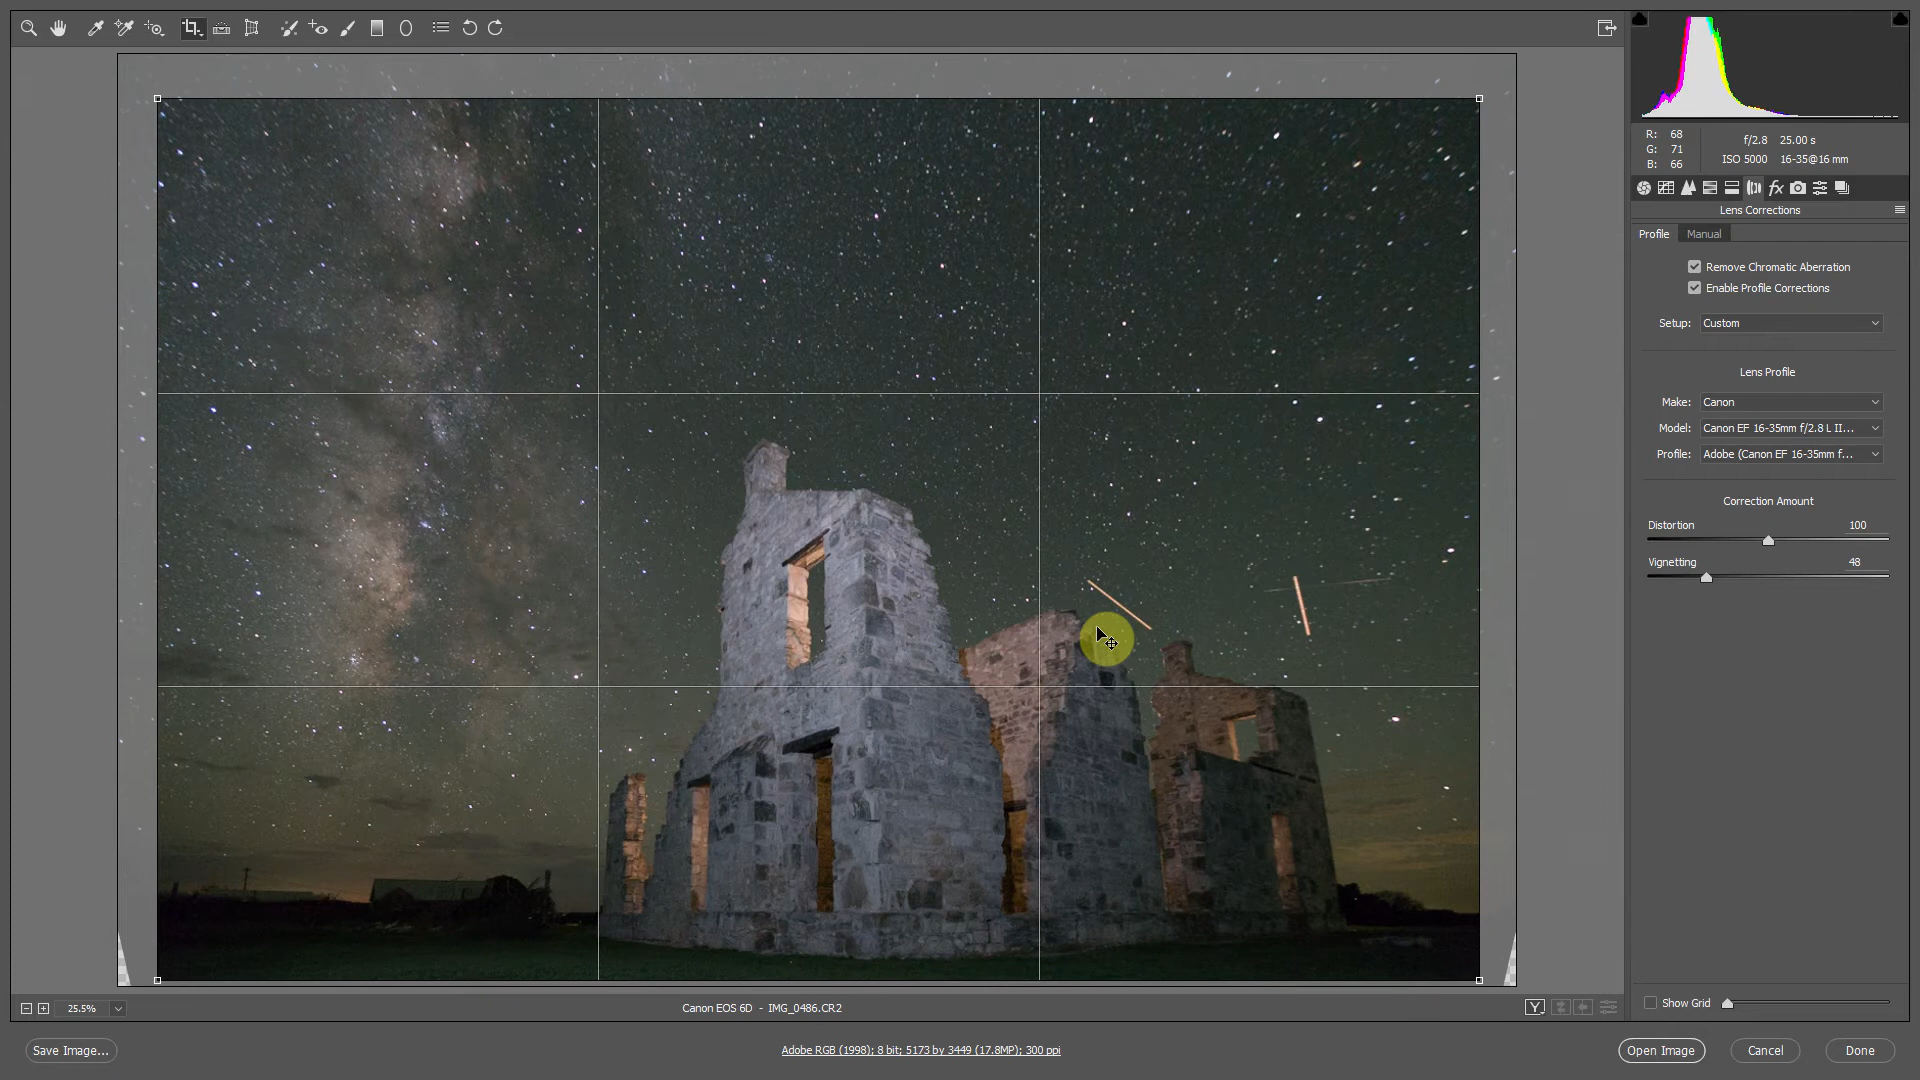 R: 68
G: 71
B: 66
f/2.8 25.00 s
ISO 5000 16-35@16 mm
Lens Corrections
Profile Manual
Remove Chromatic Aberration
Enable Profile Corrections
Setup: Custom
Lens Profile
Make: Canon
Model: Canon EF 16-35mm f/2.8 L II...
Profile: Adobe (Canon EF 16-35mm f...
Correction Amount
Distortion 100
Vignetting 48
25.5%
Canon EOS 6D - IMG_0486.CR2
Y
Show Grid
Save Image...
Adobe RGB (1998); 8 bit; 5173 by 3449 (17.8MP); 300 ppi
Open Image
Cancel
Done